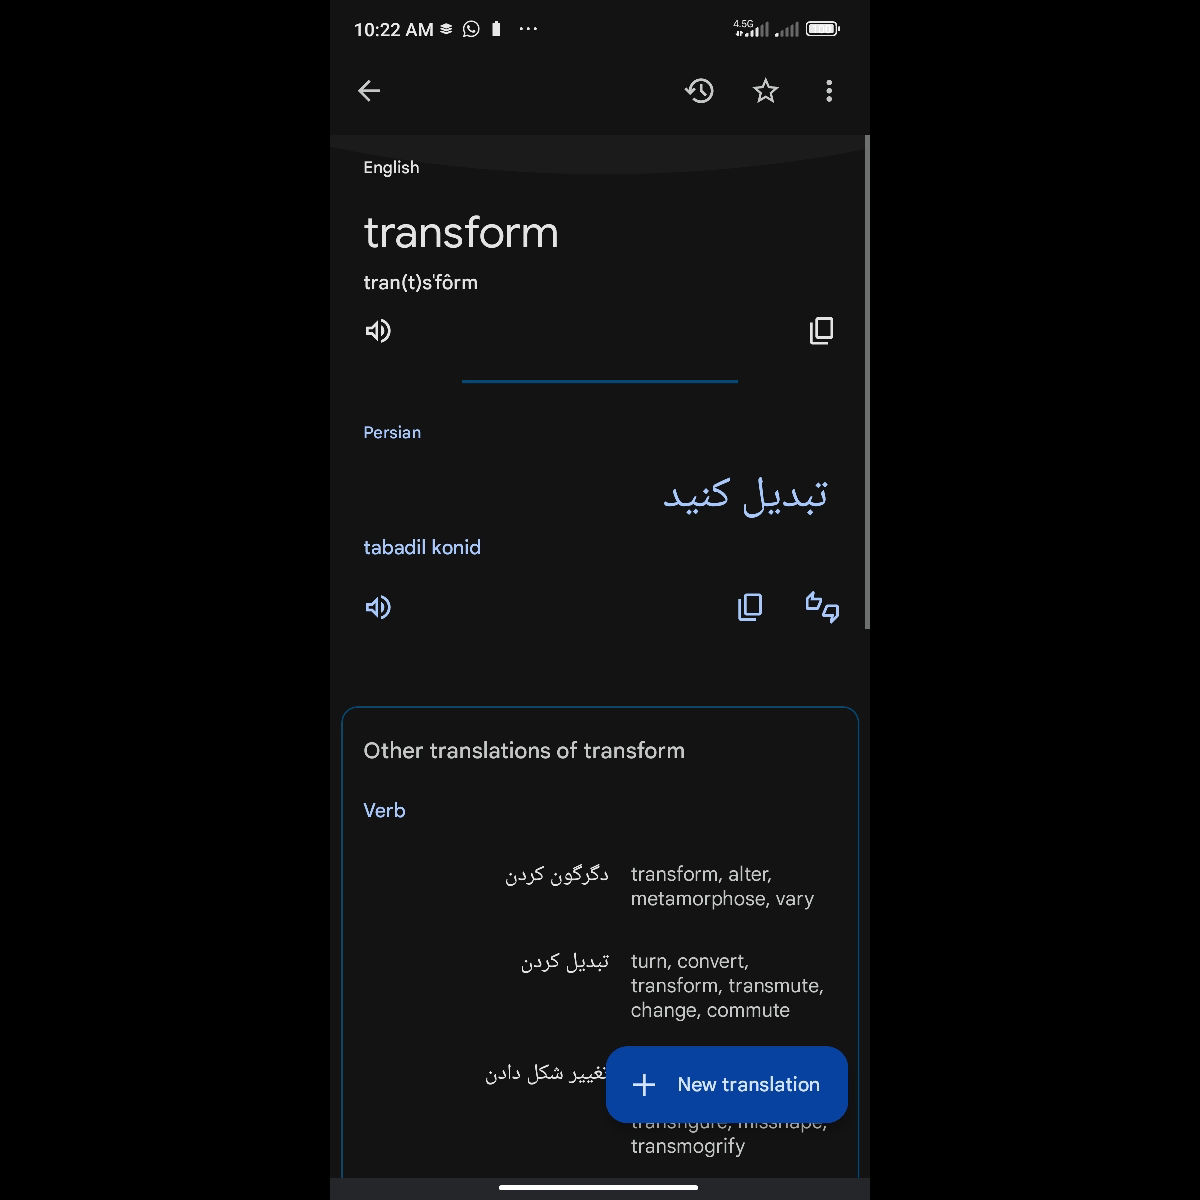 10:22 AM
4.5G
100
English
transform
tran(t)s'fôrm
Persian
تبدیل کنید
tabadil konid
Other translations of transform
Verb
دگرگون کردن
transform, alter,
metamorphose, vary
تبدیل کردن
turn, convert,
transform, transmute,
change, commute
تغییر شکل دادن
New translation
transfigure, misshape,
transmogrify